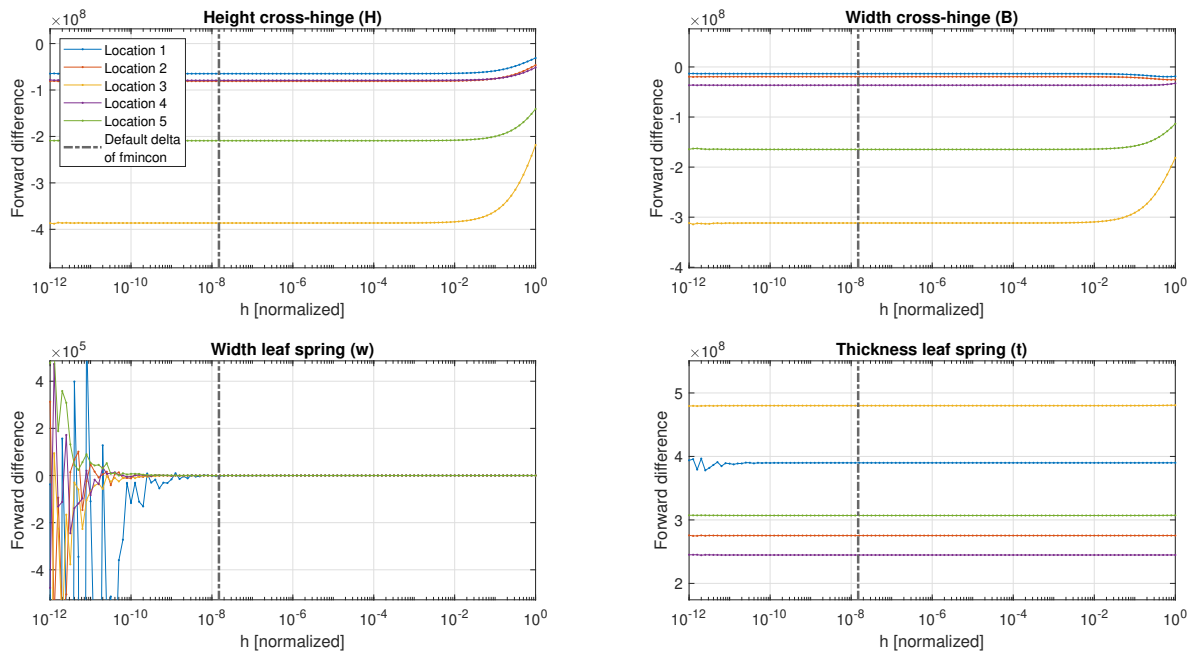 Height cross-hinge (H)
×10^8
0
-1
-2
-3
-4
Forward difference
Location 1
Location 2
Location 3
Location 4
Location 5
Default delta
of fmincon
10^-12 10^-10 10^-8 10^-6 10^-4 10^-2 10^0
h [normalized]
Width cross-hinge (B)
×10^8
0
-1
-2
-3
-4
Forward difference
10^-12 10^-10 10^-8 10^-6 10^-4 10^-2 10^0
h [normalized]
Width leaf spring (w)
×10^5
4
2
0
-2
-4
Forward difference
10^-12 10^-10 10^-8 10^-6 10^-4 10^-2 10^0
h [normalized]
Thickness leaf spring (t)
×10^8
5
4
3
2
Forward difference
10^-12 10^-10 10^-8 10^-6 10^-4 10^-2 10^0
h [normalized]